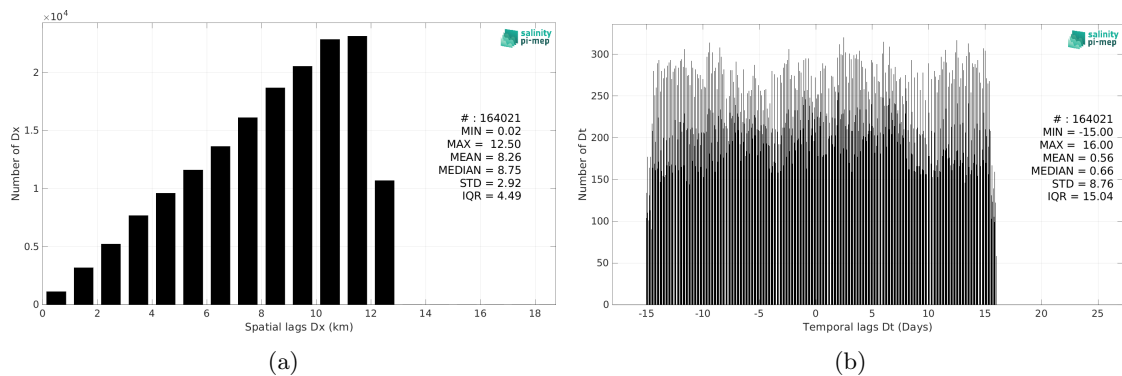 ×10⁴
2
1.5
1
0.5
0
Number of Dx
0 2 4 6 8 10 12 14 16 18
Spatial lags Dx (km)
salinity
pi-mep
# : 164021
MIN = 0.02
MAX = 12.50
MEAN = 8.26
MEDIAN = 8.75
STD = 2.92
IQR = 4.49
(a)
300
250
200
150
100
50
0
Number of Dt
-15 -10 -5 0 5 10 15 20 25
Temporal lags Dt (Days)
salinity
pi-mep
# : 164021
MIN = -15.00
MAX = 16.00
MEAN = 0.56
MEDIAN = 0.66
STD = 8.76
IQR = 15.04
(b)